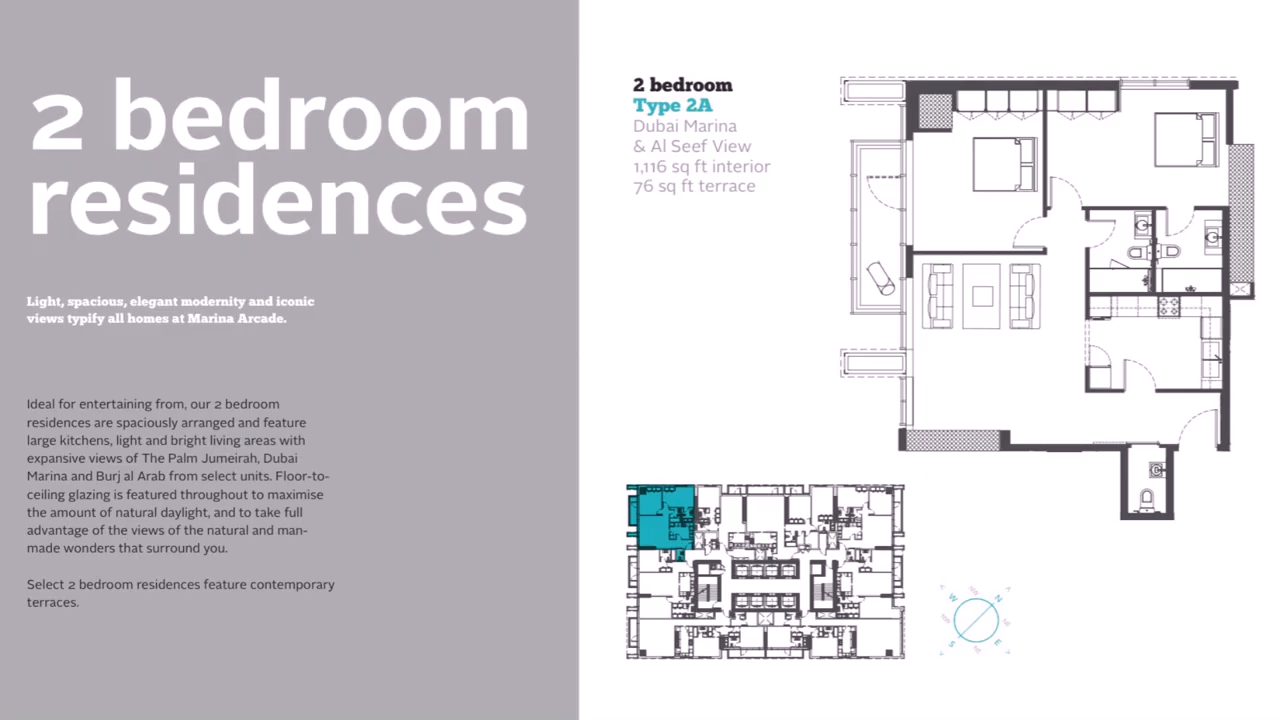 2 bedroom
residences
Light, spacious, elegant modernity and iconic
views typify all homes at Marina Arcade.
Ideal for entertaining from, our 2 bedroom
residences are spaciously arranged and feature
large kitchens, light and bright living areas with
expansive views of The Palm Jumeirah, Dubai
Marina and Burj al Arab from select units. Floor-to-
ceiling glazing is featured throughout to maximise
the amount of natural daylight, and to take full
advantage of the views of the natural and man-
made wonders that surround you.
Select 2 bedroom residences feature contemporary
terraces.
2 bedroom
Type 2A
Dubai Marina
& Al Seef View
1,116 sq ft interior
76 sq ft terrace
W
N
S
E